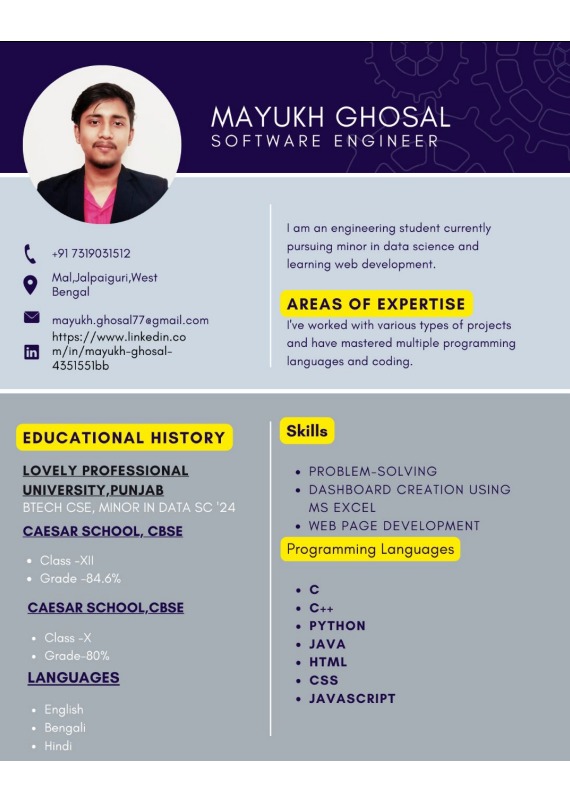 MAYUKH GHOSAL
SOFTWARE ENGINEER
+91 7319031512
Mal,Jalpaiguri,West
Bengal
mayukh.ghosal77@gmail.com
https://www.linkedin.co
m/in/mayukh-ghosal-
4351551bb
I am an engineering student currently
pursuing minor in data science and
learning web development.
AREAS OF EXPERTISE
I've worked with various types of projects
and have mastered multiple programming
languages and coding.
EDUCATIONAL HISTORY
LOVELY PROFESSIONAL
UNIVERSITY,PUNJAB
BTECH CSE, MINOR IN DATA SC '24
CAESAR SCHOOL, CBSE
• Class -XII
• Grade -84.6%
CAESAR SCHOOL,CBSE
• Class -X
• Grade-80%
LANGUAGES
• English
• Bengali
• Hindi
Skills
• PROBLEM-SOLVING
• DASHBOARD CREATION USING
MS EXCEL
• WEB PAGE DEVELOPMENT
Programming Languages
• C
• C++
• PYTHON
• JAVA
• HTML
• CSS
• JAVASCRIPT